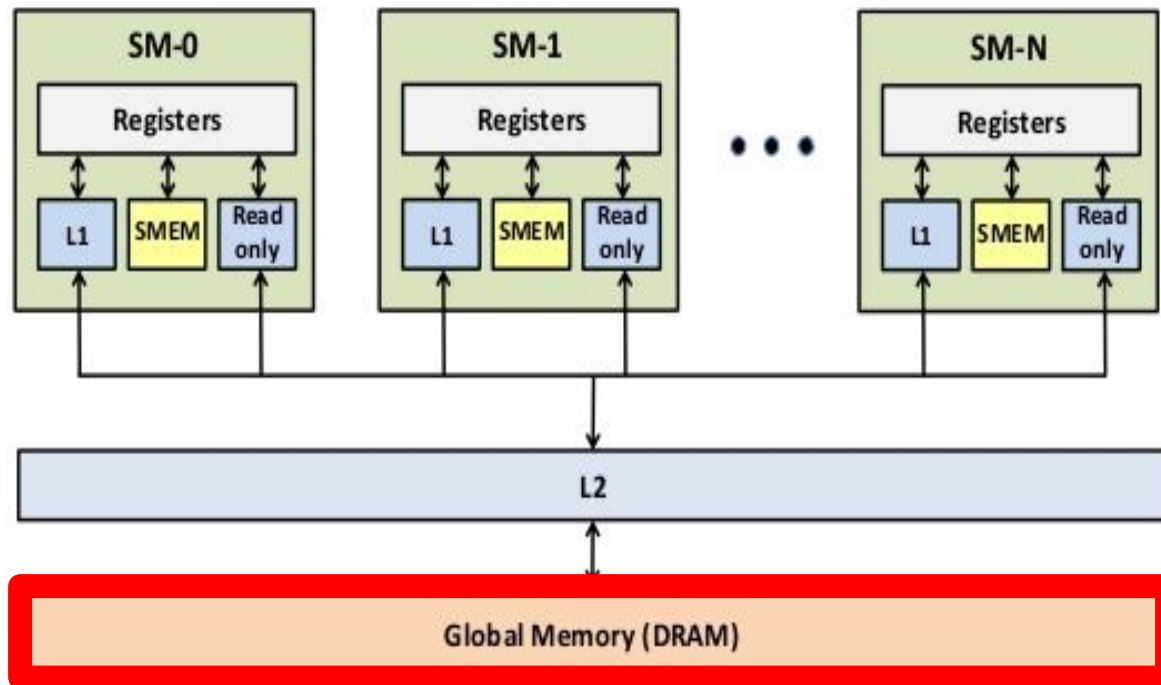 SM-0
SM-1
SM-N
Registers
Registers
Registers
L1
SMEM
Read
only
L1
SMEM
Read
only
L1
SMEM
Read
only
L2
Global Memory (DRAM)